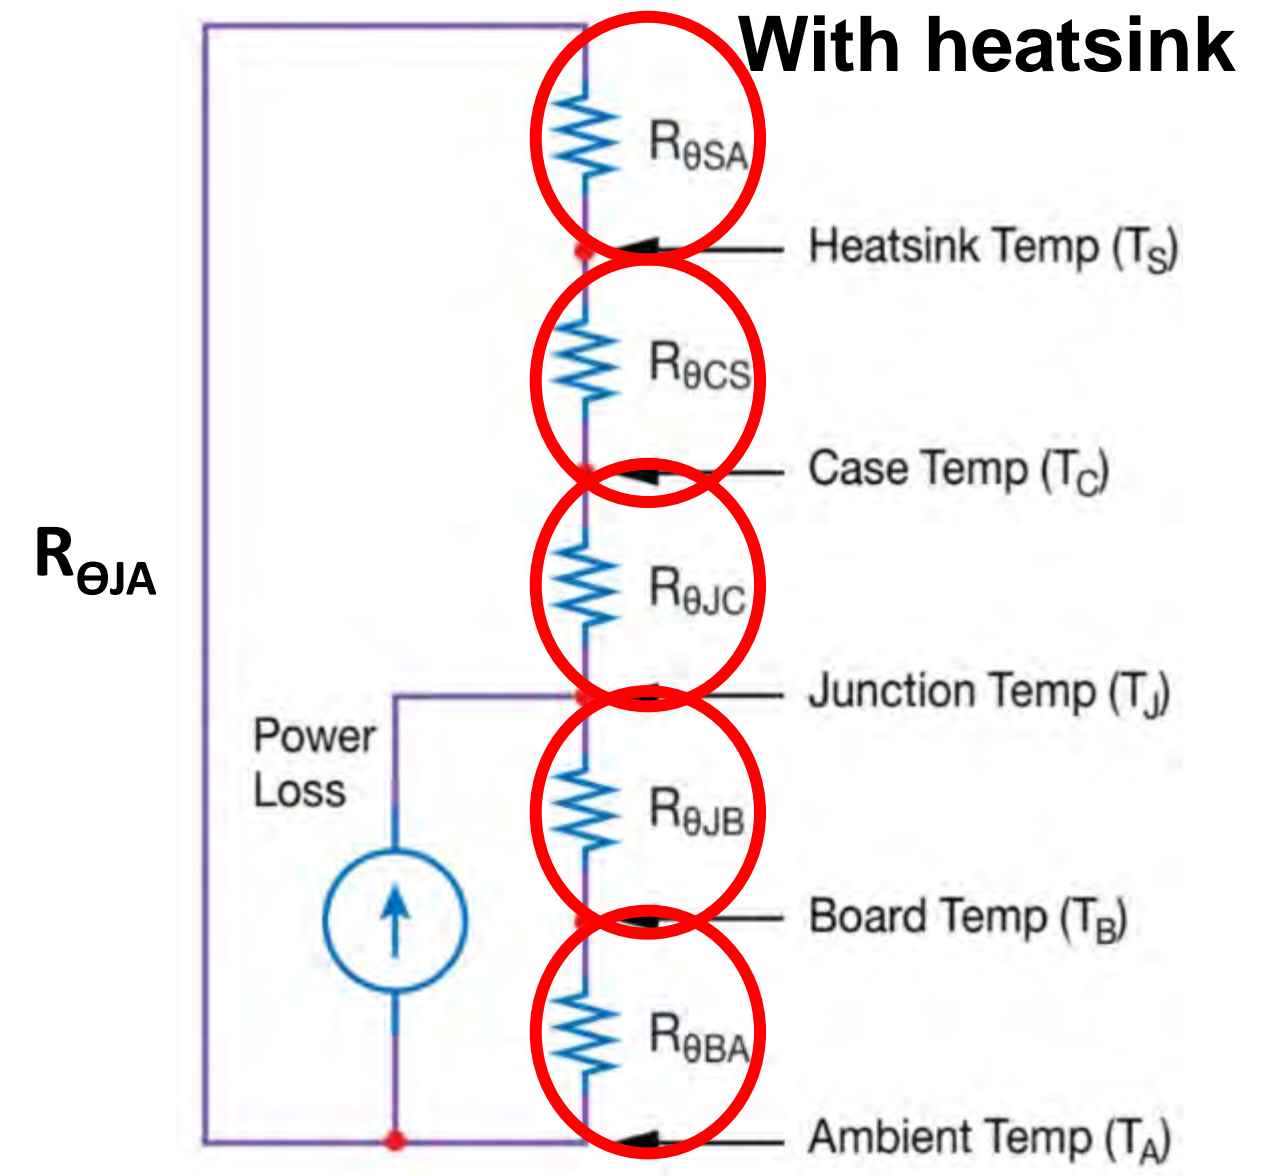 With heatsink
RθSA
Heatsink Temp (TS)
RθCS
Case Temp (TC)
RΘJA
RθJC
Junction Temp (TJ)
Power
Loss
RθJB
Board Temp (TB)
RθBA
Ambient Temp (TA)